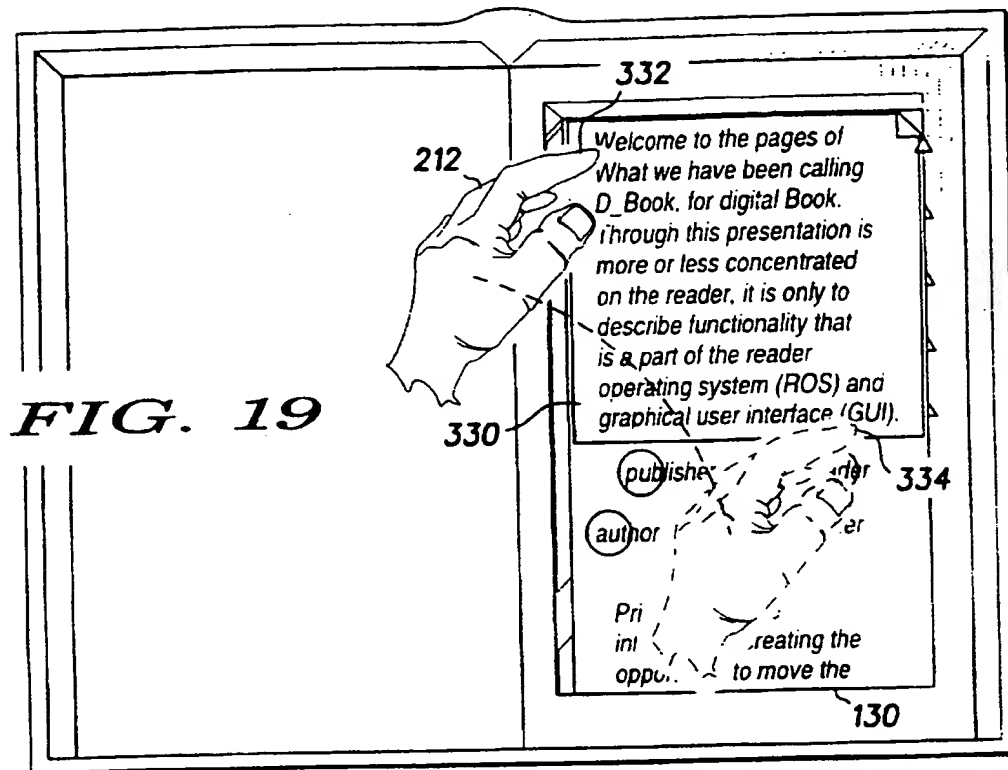 332
212
Welcome to the pages of
What we have been calling
D_Book, for digital Book.
Through this presentation is
more or less concentrated
on the reader, it is only to
describe functionality that
is a part of the reader
operating system (ROS) and
graphical user interface (GUI).
FIG. 19
330
334
publisher
author
reating the
to move the
130